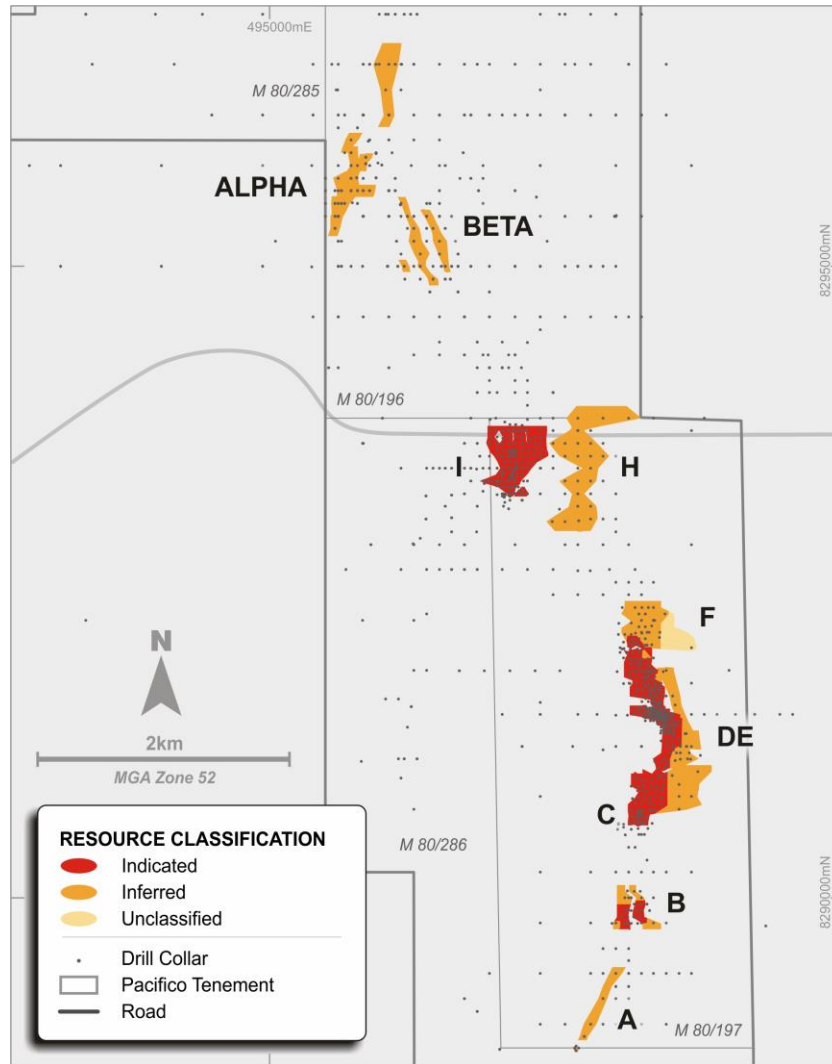 495000mE
M 80/285
ALPHA
BETA
8295000mN
M 80/196
I
H
F
N
2km
MGA Zone 52
DE
C
M 80/286
B
8290000mN
A
M 80/197
RESOURCE CLASSIFICATION
Indicated
Inferred
Unclassified
Drill Collar
Pacifico Tenement
Road